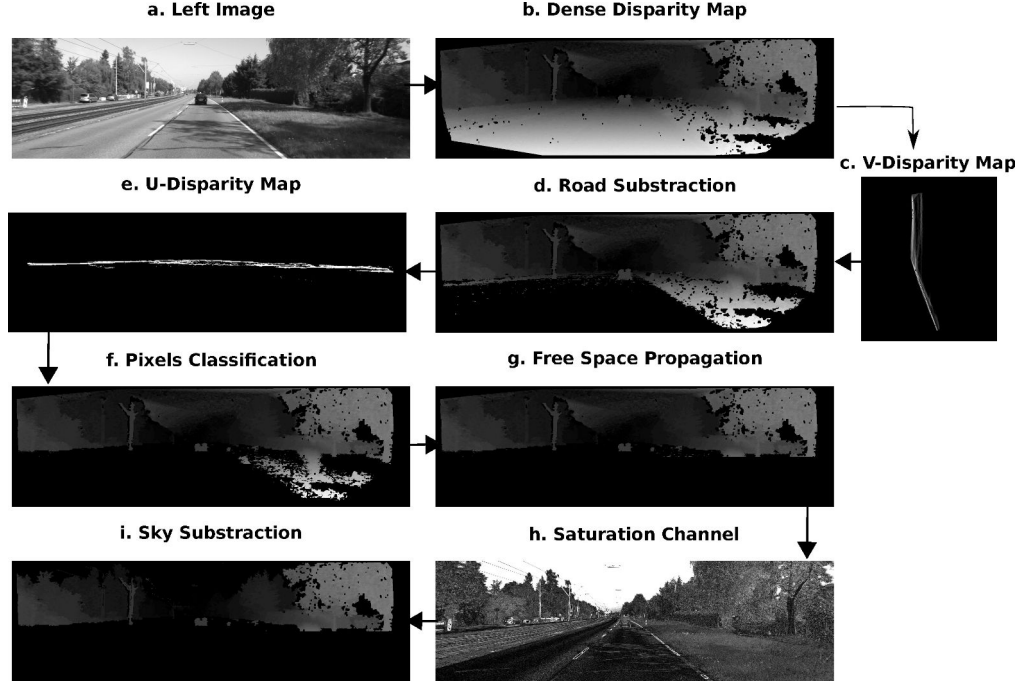 a. Left Image
b. Dense Disparity Map
c. V-Disparity Map
e. U-Disparity Map
d. Road Substraction
f. Pixels Classification
g. Free Space Propagation
i. Sky Substraction
h. Saturation Channel